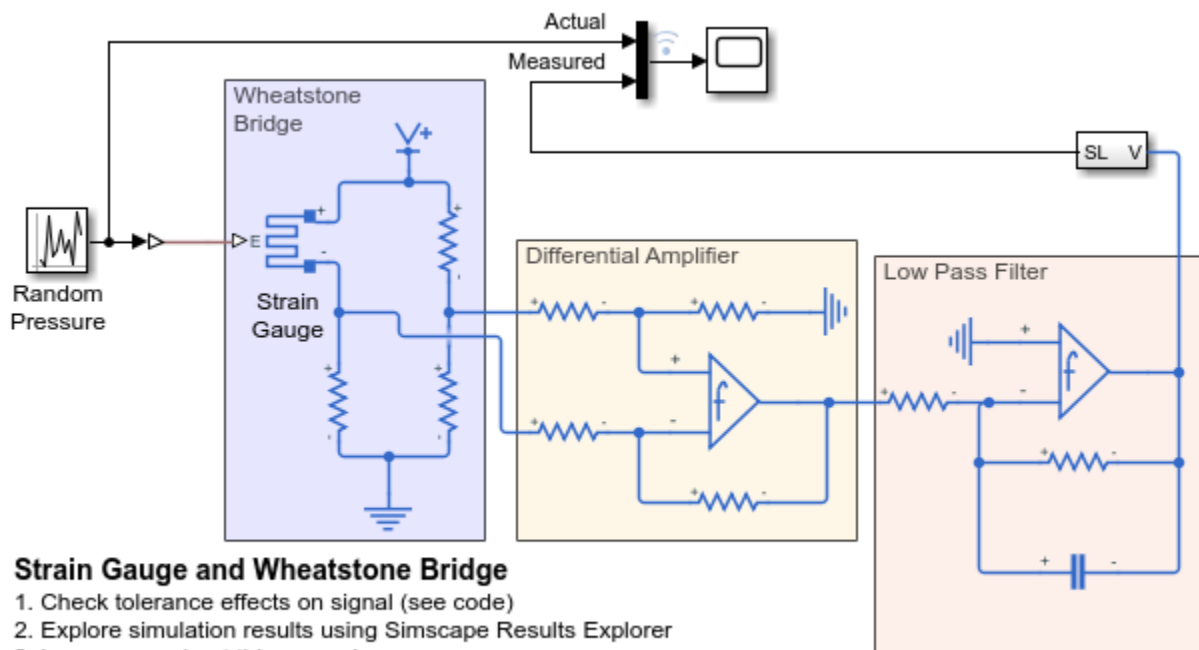 Actual
Measured
Wheatstone
Bridge
V+
SL V
E
Random
Pressure
Strain
Gauge
Differential Amplifier
Low Pass Filter
Strain Gauge and Wheatstone Bridge
1. Check tolerance effects on signal (see code)
2. Explore simulation results using Simscape Results Explorer